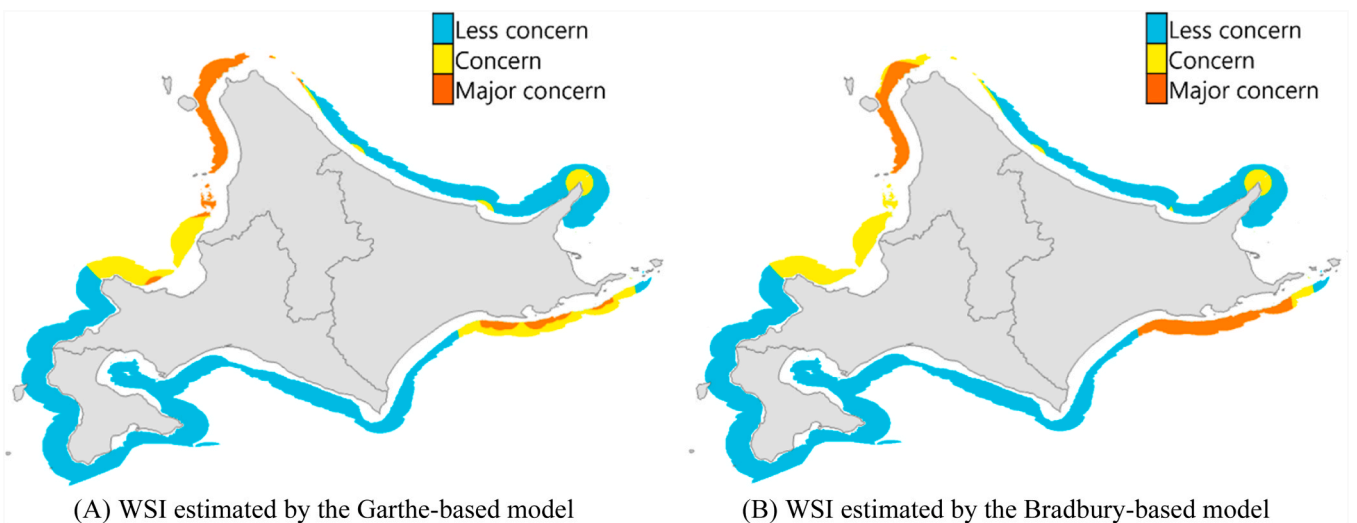 Less concern
Concern
Major concern
Less concern
Concern
Major concern
(A) WSI estimated by the Garthe-based model
(B) WSI estimated by the Bradbury-based model